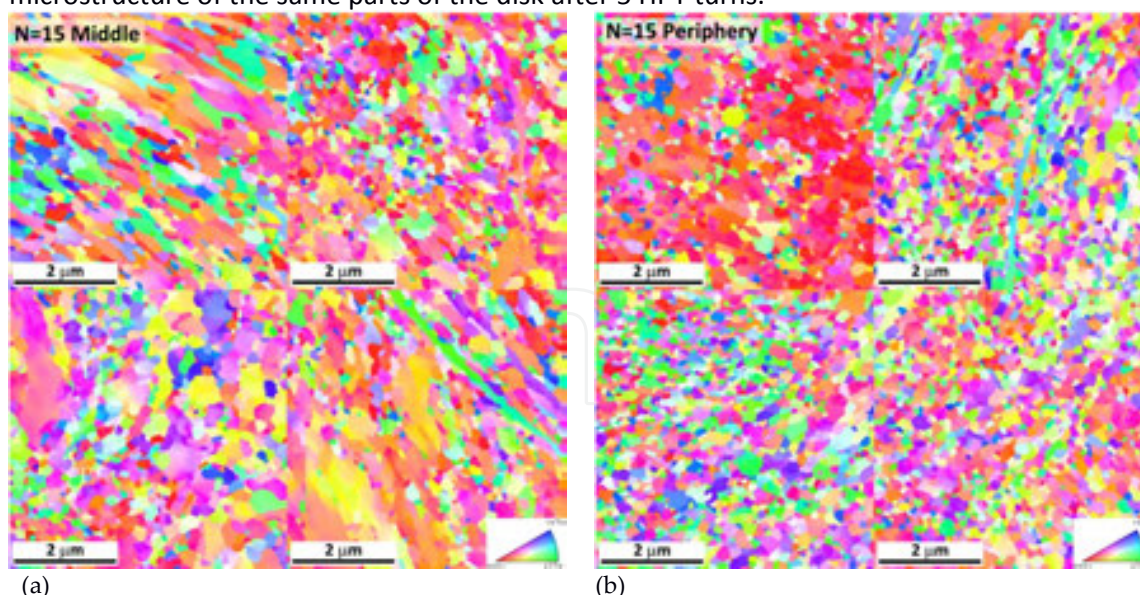 microstructure of the same parts of the disk after 5 HPT turns.
N=15 Middle
N=15 Periphery
2 μm
2 μm
2 μm
2 μm
2 μm
2 μm
2 μm
2 μm
(a)
(b)